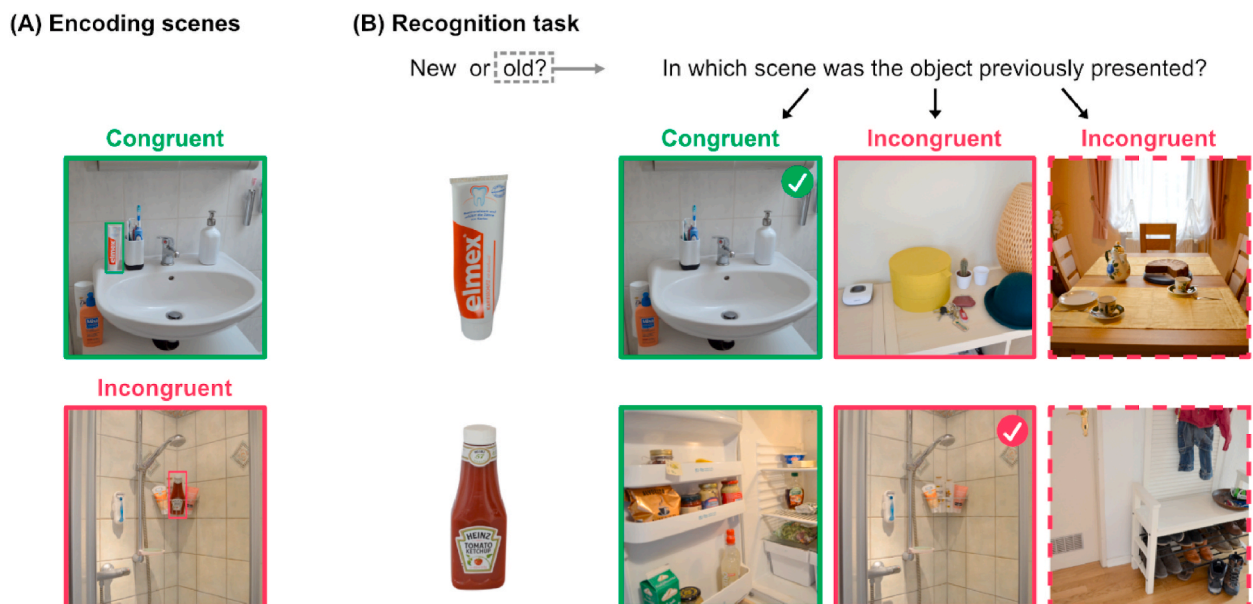 (A) Encoding scenes
(B) Recognition task
New or old?
In which scene was the object previously presented?
Congruent
Congruent
Incongruent
Incongruent
elmex
Incongruent
HEINZ
TOMATO
KETCHUP